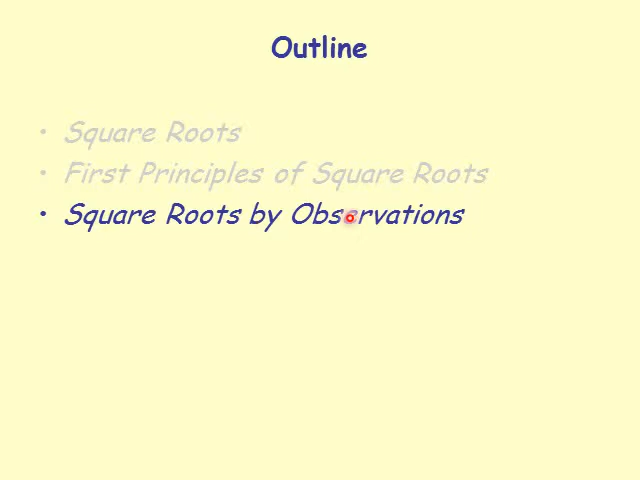 Outline
• Square Roots
• First Principles of Square Roots
• Square Roots by Observations